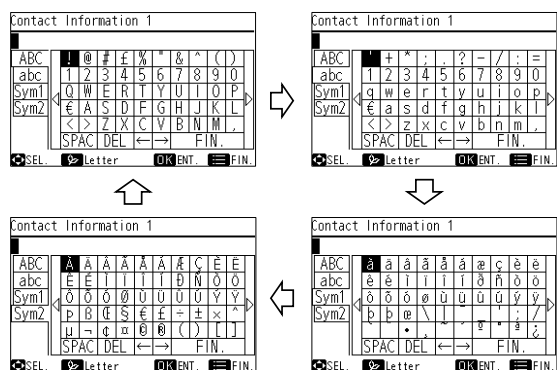 Contact Information 1
ABC ! @ # £ % " & ^ ( )
abc 1 2 3 4 5 6 7 8 9 0
Sym1 Q W E R T Y U I O P
Sym2 € A S D F G H J K L
< > Z X C V B N M ,
SPAC DEL ← → FIN.
SEL. Letter OK ENT. FIN.
Contact Information 1
ABC ' + * ; . ? - / : =
abc 1 2 3 4 5 6 7 8 9 0
Sym1 q w e r t y u i o p
Sym2 € a s d f g h j k l
< > z x c v b n m ,
SPAC DEL ← → FIN.
SEL. Letter OK ENT. FIN.
Contact Information 1
ABC À Ä Â Ã Å Á Æ Ç È Ë
abc Ê É Ì Ï Î Í Ð Ñ Ò Ö
Sym1 Ô Õ Ó Ø Ù Ü Û Ú Ÿ Ý
Sym2 Þ ß Œ § € £ ÷ ± × ^
µ ¬ ¢ ¤ © ® ( ) [ ]
SPAC DEL ← → FIN.
SEL. Letter OK ENT. FIN.
Contact Information 1
ABC à ä â ã å á æ ç è ë
abc ê é ì ï î í ð ñ ò ö
Sym1 ô õ ó ø ù ü û ú ÿ ý
Sym2 þ œ \ | ; /
• º ª ¿
SPAC DEL ← → FIN.
SEL. Letter OK ENT. FIN.